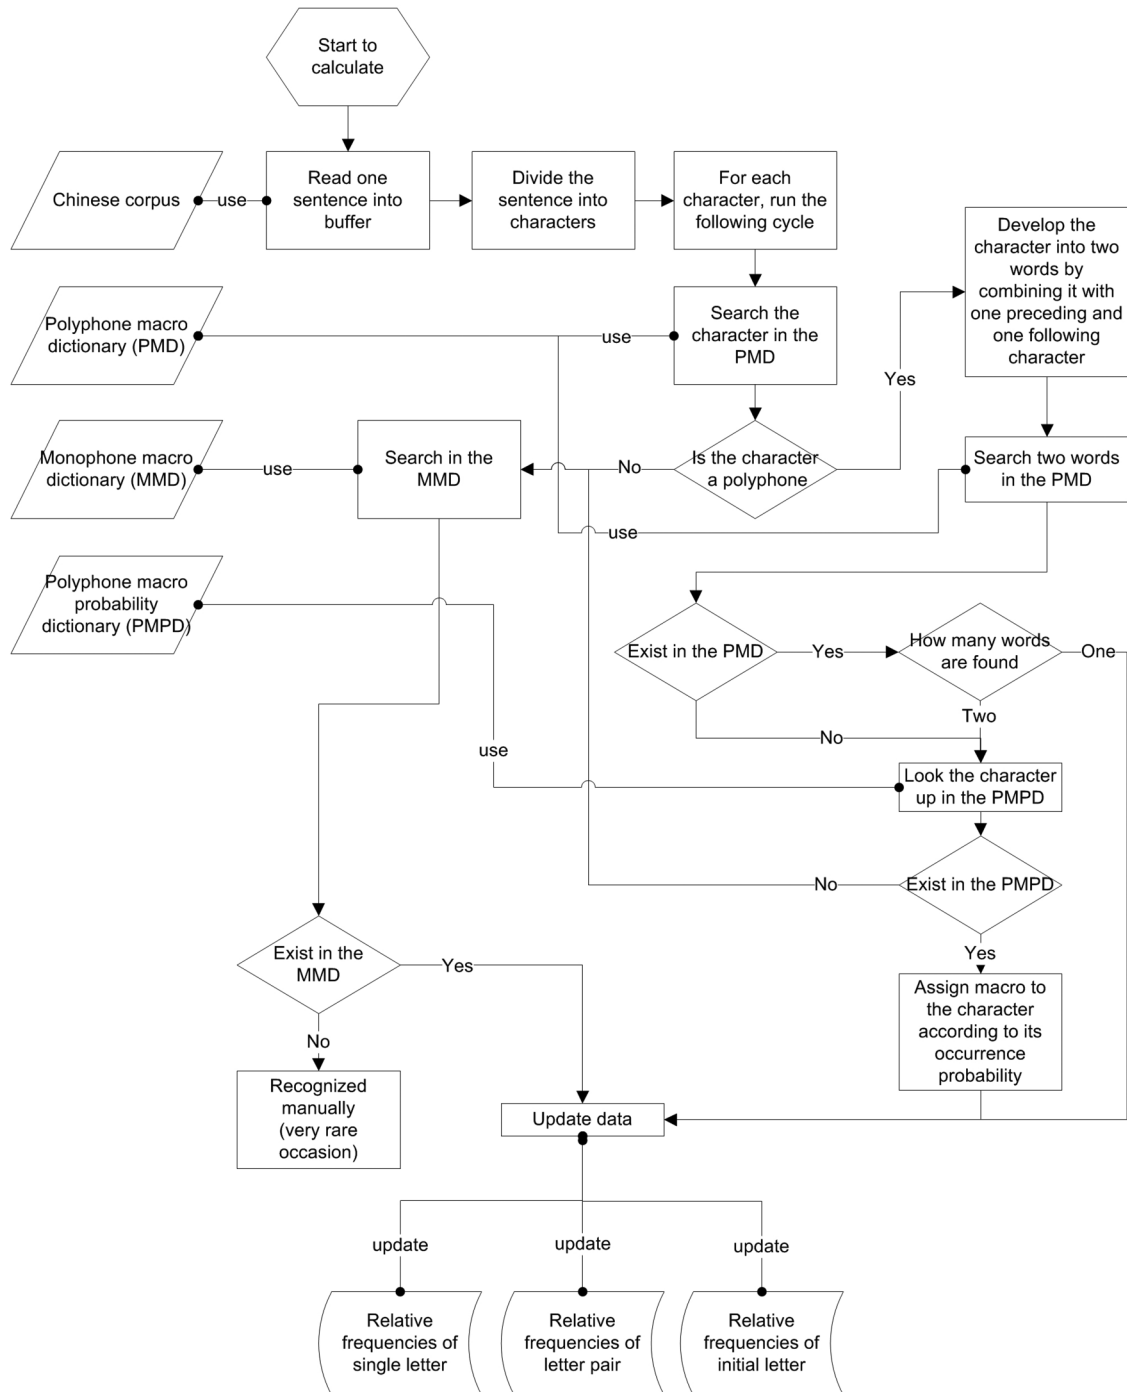 Start to
calculate
Chinese corpus
use
Read one
sentence into
buffer
Divide the
sentence into
characters
For each
character, run the
following cycle
Develop the
character into two
words by
combining it with
one preceding and
one following
character
Polyphone macro
dictionary (PMD)
use
Search the
character in the
PMD
Yes
Monophone macro
dictionary (MMD)
use
Search in the
MMD
No
Is the character
a polyphone
Search two words
in the PMD
use
Polyphone macro
probability
dictionary (PMPD)
Exist in the PMD
Yes
How many words
are found
One
Two
No
use
Look the character
up in the PMPD
No
Exist in the PMPD
Yes
Exist in the
MMD
Yes
Assign macro to
the character
according to its
occurrence
probability
No
Recognized
manually
(very rare
occasion)
Update data
update
update
update
Relative
frequencies of
single letter
Relative
frequencies of
letter pair
Relative
frequencies of
initial letter